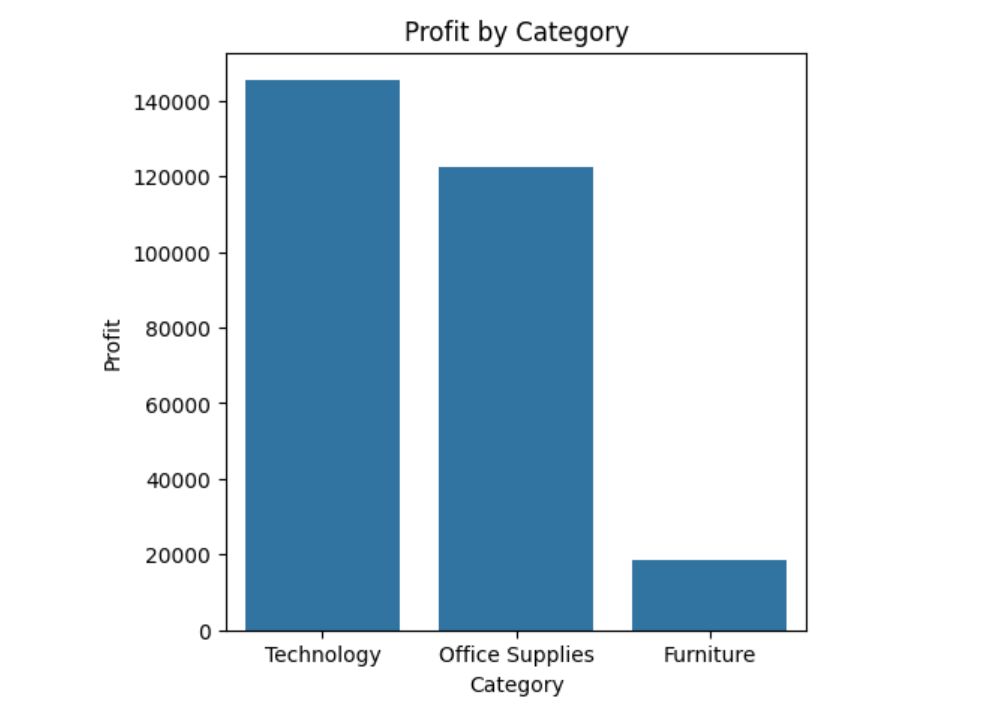 Profit by Category
140000
120000
100000
80000
60000
40000
20000
0
Profit
Technology Office Supplies Furniture
Category